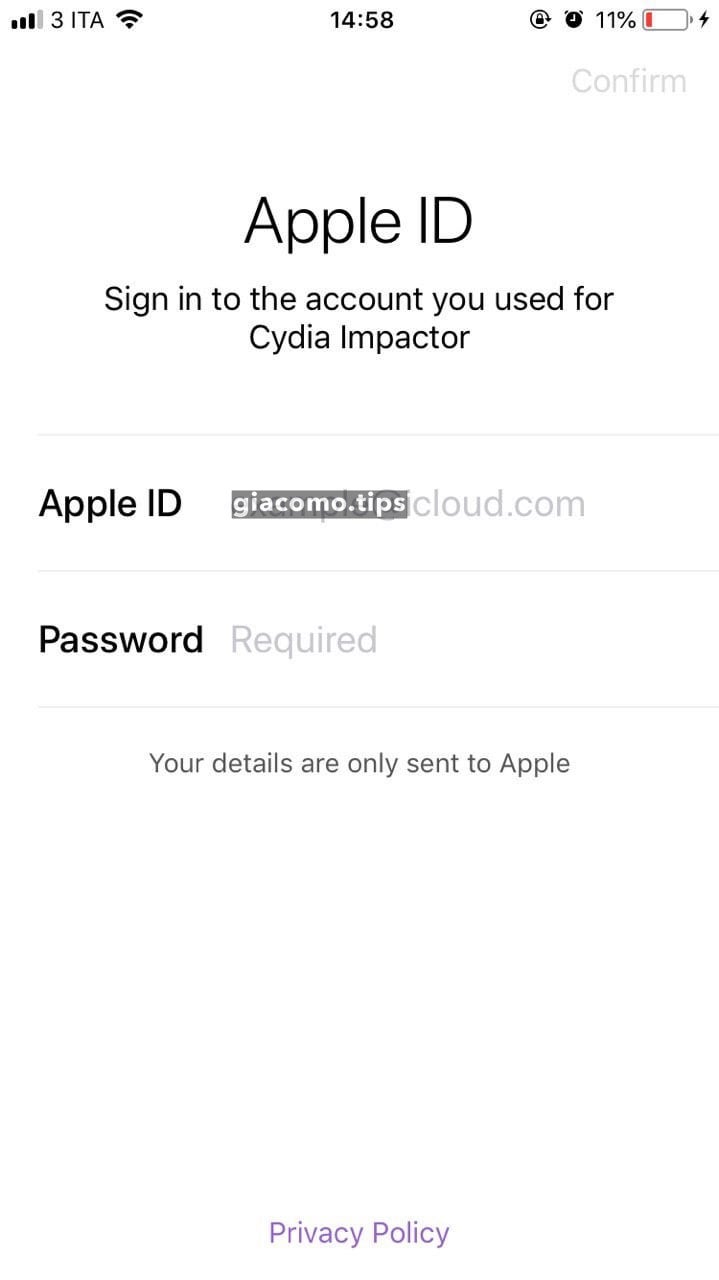 3 ITA 14:58 11%
Confirm
Apple ID
Sign in to the account you used for
Cydia Impactor
Apple ID giacomo.tips icloud.com
Password Required
Your details are only sent to Apple
Privacy Policy